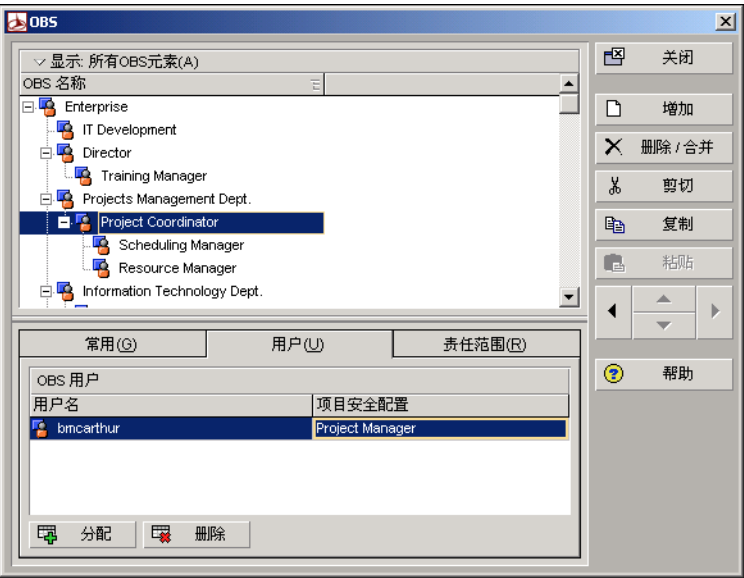 OBS
显示: 所有OBS元素(A)
OBS 名称
Enterprise
IT Development
Director
Training Manager
Projects Management Dept.
Project Coordinator
Scheduling Manager
Resource Manager
Information Technology Dept.
常用(G) 用户(U) 责任范围(R)
OBS 用户
用户名 项目安全配置
bmcarthur Project Manager
分配 删除
关闭
增加
删除 / 合并
剪切
复制
粘贴
帮助